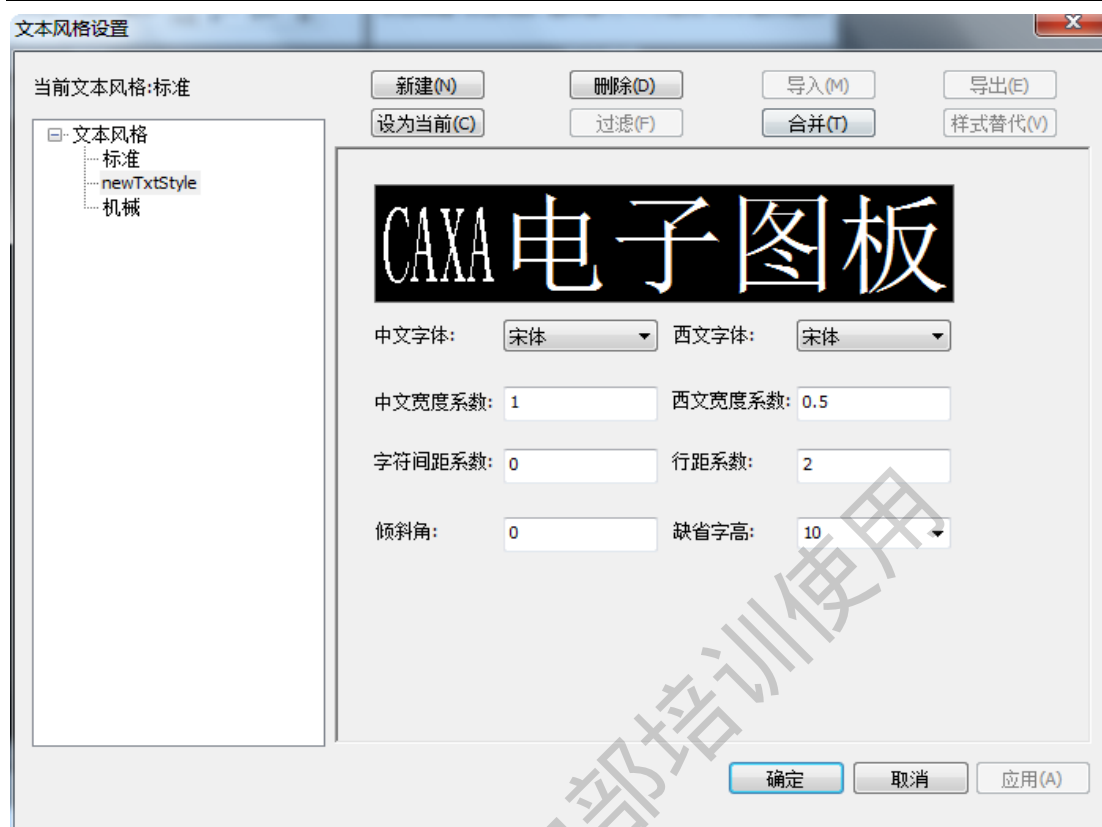 文本风格设置
当前文本风格:标准
新建(N) 删除(D) 导入(M) 导出(E)
设为当前(C) 过滤(F) 合并(T) 样式替代(V)
文本风格
标准
newTxtStyle
机械
CAXA电子图板
中文字体: 宋体 西文字体: 宋体
中文宽度系数: 1 西文宽度系数: 0.5
字符间距系数: 0 行距系数: 2
倾斜角: 0 缺省字高: 10
部培训使用
确定 取消 应用(A)